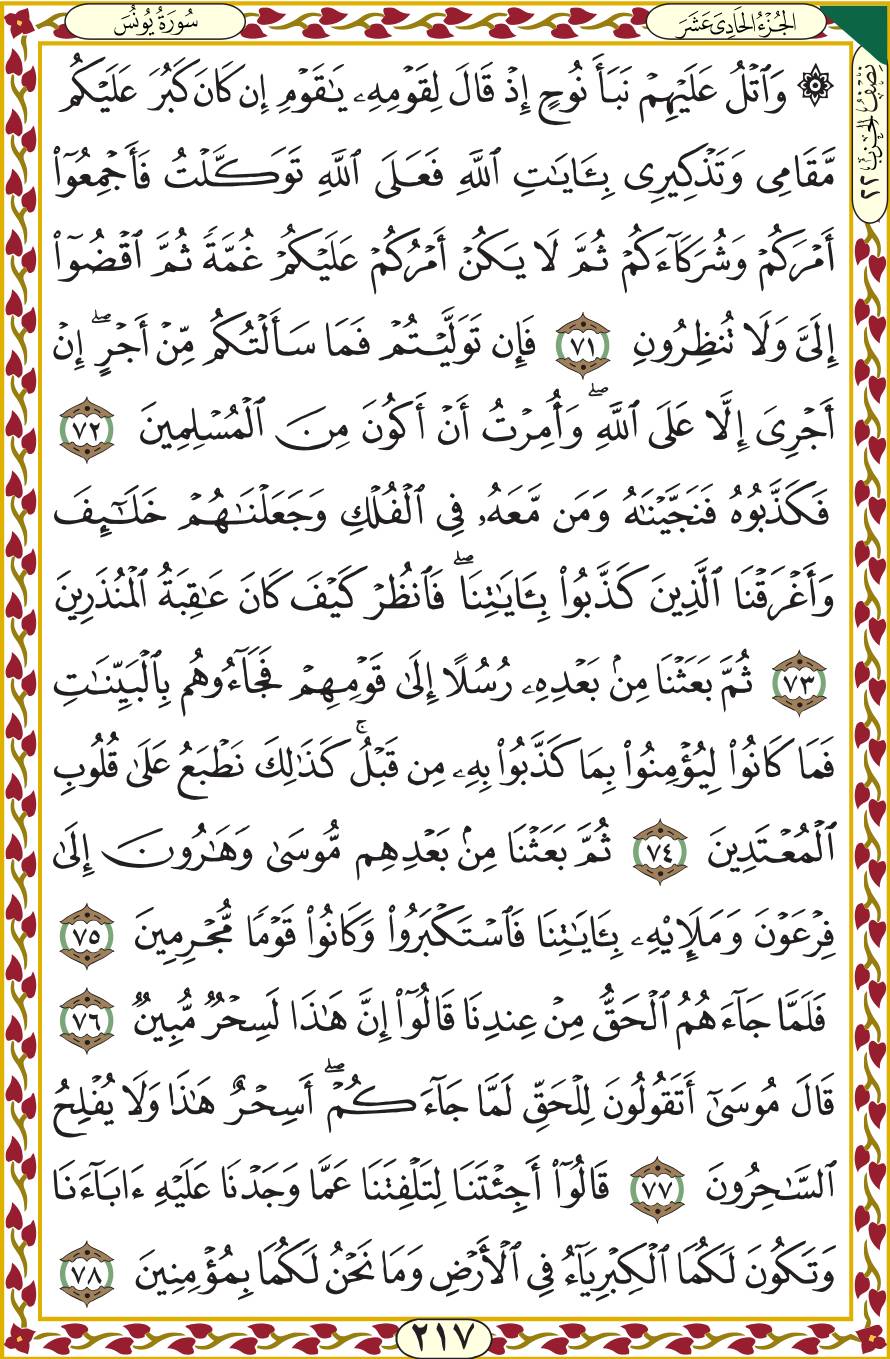 سُورَةُ يُونُسَ
الجُزْءُ الحَادِيَ عَشَرَ
نِصْفُ الحِزْبِ ٢٢
۞ وَٱتْلُ عَلَيْهِمْ نَبَأَ نُوحٍ إِذْ قَالَ لِقَوْمِهِۦ يَٰقَوْمِ إِن كَانَ كَبُرَ عَلَيْكُم
مَّقَامِى وَتَذْكِيرِى بِـَٔايَٰتِ ٱللَّهِ فَعَلَى ٱللَّهِ تَوَكَّلْتُ فَأَجْمِعُوٓا۟
أَمْرَكُمْ وَشُرَكَآءَكُمْ ثُمَّ لَا يَكُنْ أَمْرُكُمْ عَلَيْكُمْ غُمَّةً ثُمَّ ٱقْضُوٓا۟
إِلَىَّ وَلَا تُنظِرُونِ ٧١ فَإِن تَوَلَّيْتُمْ فَمَا سَأَلْتُكُم مِّنْ أَجْرٍ ۖ إِنْ
أَجْرِىَ إِلَّا عَلَى ٱللَّهِ ۖ وَأُمِرْتُ أَنْ أَكُونَ مِنَ ٱلْمُسْلِمِينَ ٧٢
فَكَذَّبُوهُ فَنَجَّيْنَٰهُ وَمَن مَّعَهُۥ فِى ٱلْفُلْكِ وَجَعَلْنَٰهُمْ خَلَٰٓئِفَ
وَأَغْرَقْنَا ٱلَّذِينَ كَذَّبُوا۟ بِـَٔايَٰتِنَا ۖ فَٱنظُرْ كَيْفَ كَانَ عَٰقِبَةُ ٱلْمُنذَرِينَ
٧٣ ثُمَّ بَعَثْنَا مِنۢ بَعْدِهِۦ رُسُلًا إِلَىٰ قَوْمِهِمْ فَجَآءُوهُم بِٱلْبَيِّنَٰتِ
فَمَا كَانُوا۟ لِيُؤْمِنُوا۟ بِمَا كَذَّبُوا۟ بِهِۦ مِن قَبْلُ ۚ كَذَٰلِكَ نَطْبَعُ عَلَىٰ قُلُوبِ
ٱلْمُعْتَدِينَ ٧٤ ثُمَّ بَعَثْنَا مِنۢ بَعْدِهِم مُّوسَىٰ وَهَٰرُونَ إِلَىٰ
فِرْعَوْنَ وَمَلَإِي۟هِۦ بِـَٔايَٰتِنَا فَٱسْتَكْبَرُوا۟ وَكَانُوا۟ قَوْمًا مُّجْرِمِينَ ٧٥
فَلَمَّا جَآءَهُمُ ٱلْحَقُّ مِنْ عِندِنَا قَالُوٓا۟ إِنَّ هَٰذَا لَسِحْرٌ مُّبِينٌ ٧٦
قَالَ مُوسَىٰٓ أَتَقُولُونَ لِلْحَقِّ لَمَّا جَآءَكُمْ ۖ أَسِحْرٌ هَٰذَا وَلَا يُفْلِحُ
ٱلسَّٰحِرُونَ ٧٧ قَالُوٓا۟ أَجِئْتَنَا لِتَلْفِتَنَا عَمَّا وَجَدْنَا عَلَيْهِ ءَابَآءَنَا
وَتَكُونَ لَكُمَا ٱلْكِبْرِيَآءُ فِى ٱلْأَرْضِ وَمَا نَحْنُ لَكُمَا بِمُؤْمِنِينَ ٧٨
٢١٧